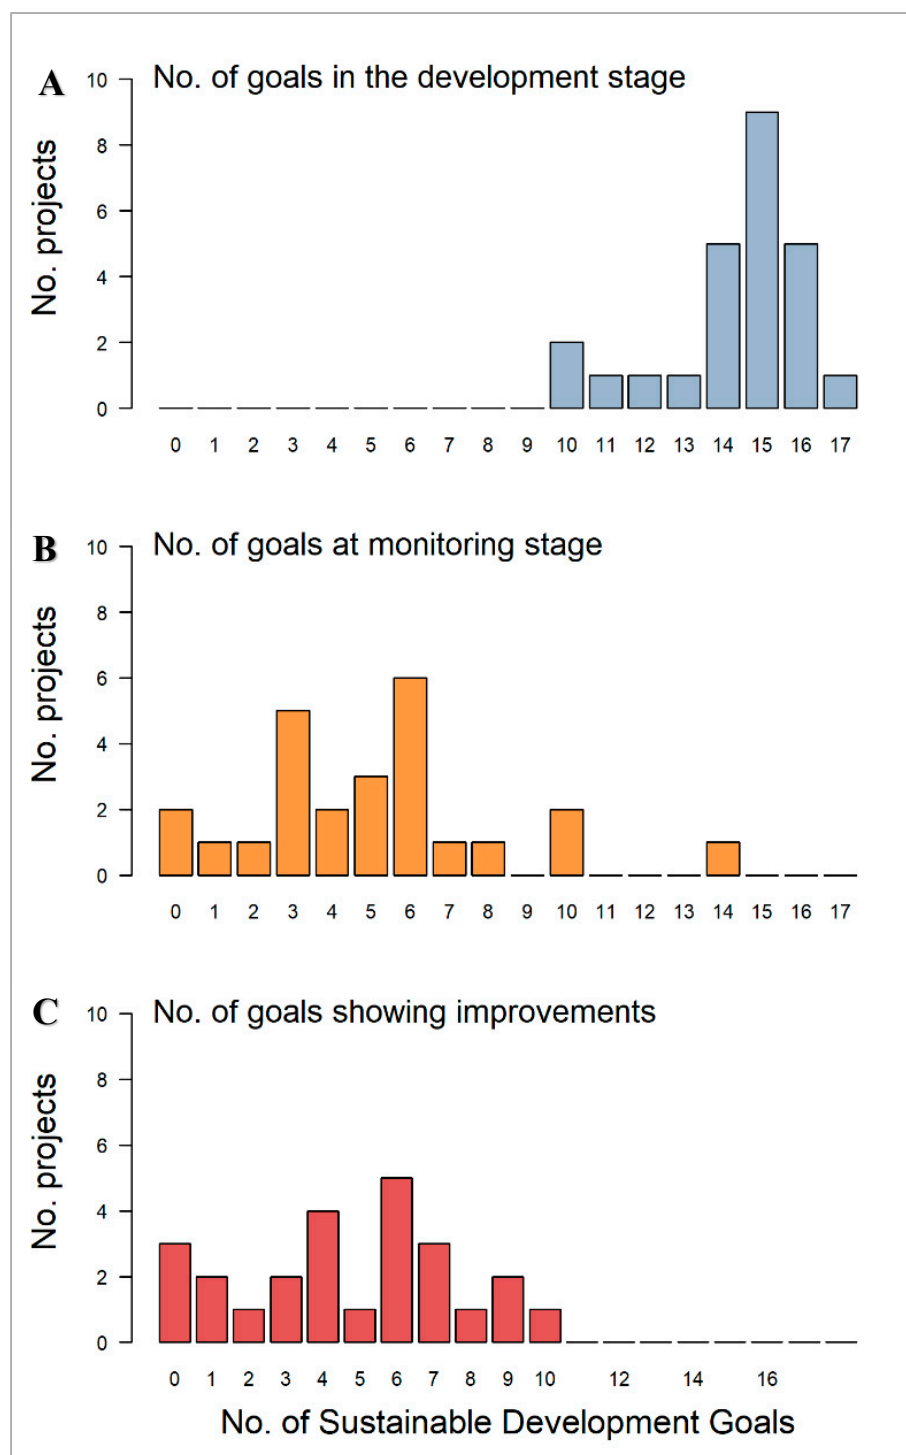 A
No. of goals in the development stage
No. projects
10
8
6
4
2
0
0 1 2 3 4 5 6 7 8 9 10 11 12 13 14 15 16 17
B
No. of goals at monitoring stage
No. projects
10
8
6
4
2
0
0 1 2 3 4 5 6 7 8 9 10 11 12 13 14 15 16 17
C
No. of goals showing improvements
No. projects
10
8
6
4
2
0
0 1 2 3 4 5 6 7 8 9 10 12 14 16
No. of Sustainable Development Goals